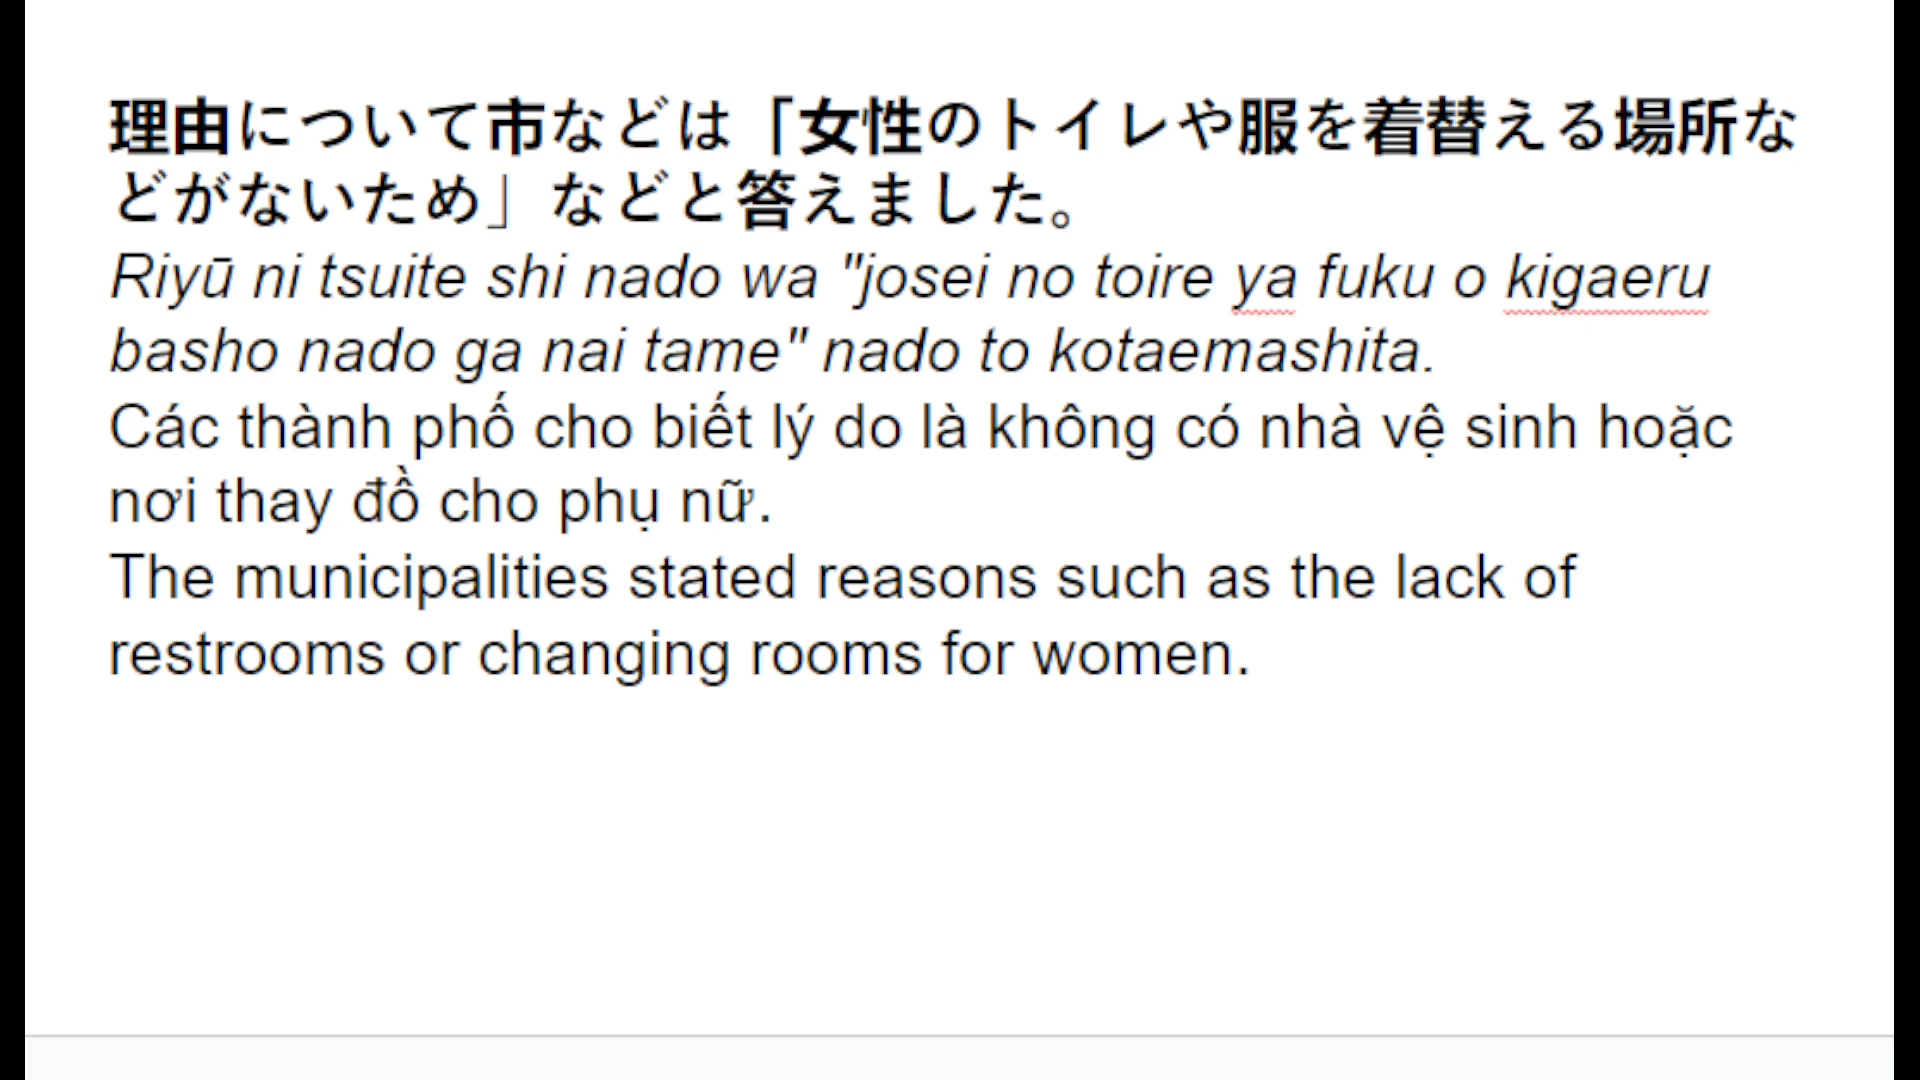 理由について市などは「女性のトイレや服を着替える場所な
どがないため」などと答えました。
Riyū ni tsuite shi nado wa "josei no toire ya fuku o kigaeru
basho nado ga nai tame" nado to kotaemashita.
Các thành phố cho biết lý do là không có nhà vệ sinh hoặc
nơi thay đồ cho phụ nữ.
The municipalities stated reasons such as the lack of
restrooms or changing rooms for women.